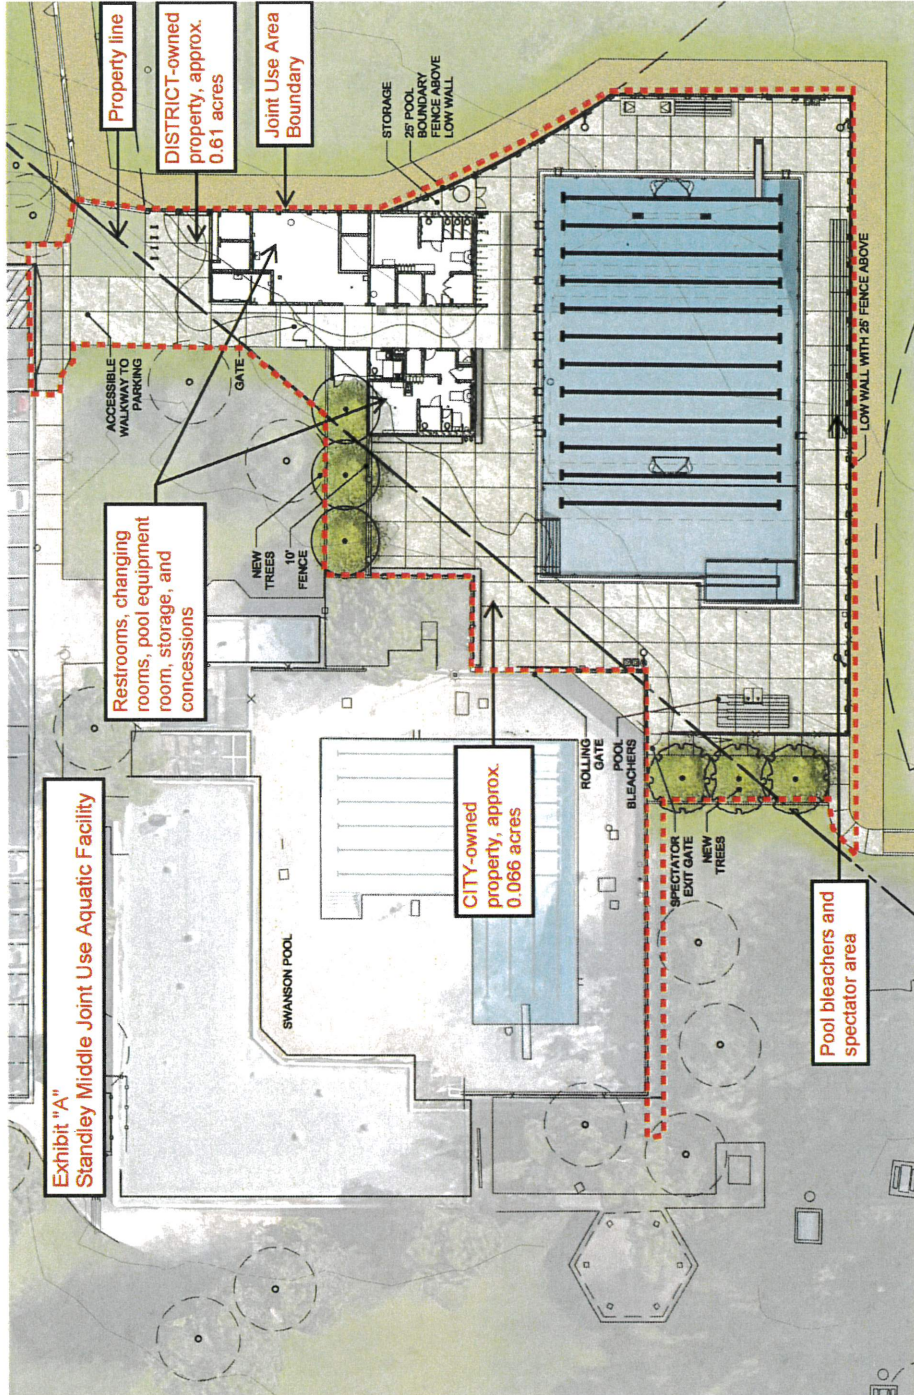 Exhibit "A"
Standley Middle Joint Use Aquatic Facility
Restrooms, changing
rooms, pool equipment
room, storage, and
concessions
Property line
DISTRICT-owned
property, approx.
0.61 acres
Joint Use Area
Boundary
ACCESSIBLE
WALKWAY TO
PARKING
GATE
STORAGE
25' POOL
BOUNDARY
FENCE ABOVE
LOW WALL
NEW
TREES
10'
FENCE
SWANSON POOL
CITY-owned
property, approx.
0.066 acres
ROLLING
GATE
POOL
BLEACHERS
SPECTATOR
EXIT GATE
NEW
TREES
LOW WALL WITH 25' FENCE ABOVE
Pool bleachers and
spectator area